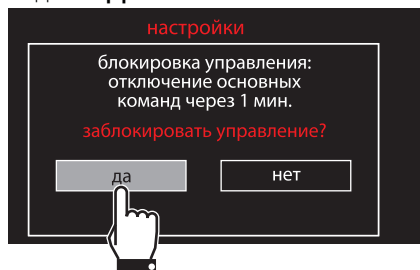 настройки
блокировка управления:
отключение основных
команд через 1 мин.
заблокировать управление?
да
нет